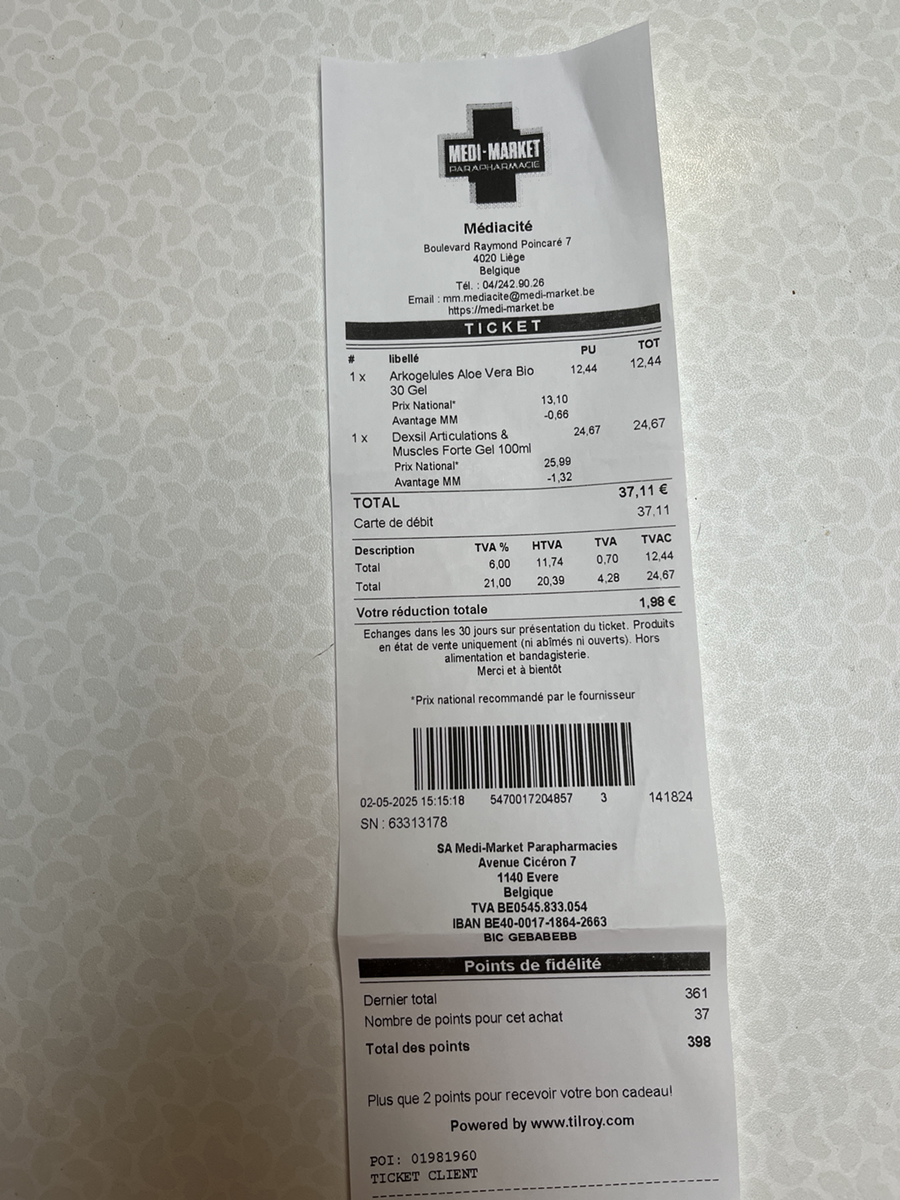 MEDI-MARKET
PARAPHARMACIE
Médiacité
Boulevard Raymond Poincaré 7
4020 Liège
Belgique
Tél. : 04/242.90.26
Email : mm.mediacite@medi-market.be
https://medi-market.be
TICKET
# libellé PU TOT
1 x Arkogelules Aloe Vera Bio 12,44 12,44
30 Gel
Prix National* 13,10
Avantage MM -0,66
1 x Dexsil Articulations & 24,67 24,67
Muscles Forte Gel 100ml
Prix National* 25,99
Avantage MM -1,32
TOTAL 37,11 €
Carte de débit 37,11
Description TVA % HTVA TVA TVAC
Total 6,00 11,74 0,70 12,44
Total 21,00 20,39 4,28 24,67
Votre réduction totale 1,98 €
Echanges dans les 30 jours sur présentation du ticket. Produits
en état de vente uniquement (ni abîmés ni ouverts). Hors
alimentation et bandagisterie.
Merci et à bientôt
*Prix national recommandé par le fournisseur
02-05-2025 15:15:18 5470017204857 3 141824
SN : 63313178
SA Medi-Market Parapharmacies
Avenue Cicéron 7
1140 Evere
Belgique
TVA BE0545.833.054
IBAN BE40-0017-1864-2663
BIC GEBABEBB
Points de fidélité
Dernier total 361
Nombre de points pour cet achat 37
Total des points 398
Plus que 2 points pour recevoir votre bon cadeau!
Powered by www.tilroy.com
POI: 01981960
TICKET CLIENT